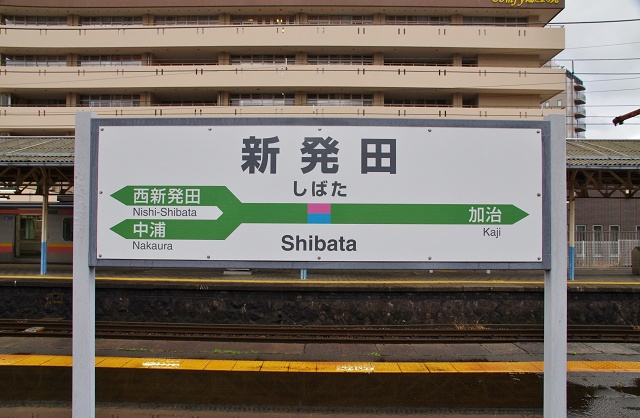 新発田
しばた
西新発田
Nishi-Shibata
中浦
Nakaura
加治
Kaji
Shibata